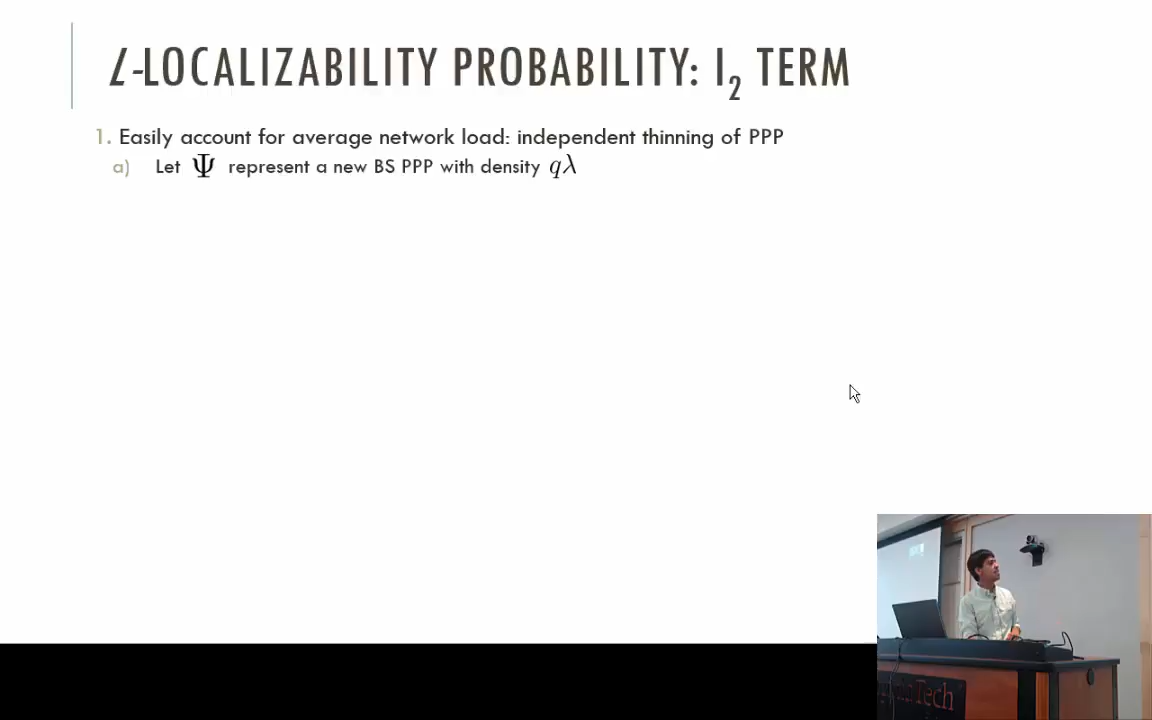 L-LOCALIZABILITY PROBABILITY: I₂ TERM
1. Easily account for average network load: independent thinning of PPP
a) Let Ψ represent a new BS PPP with density qλ
Tech